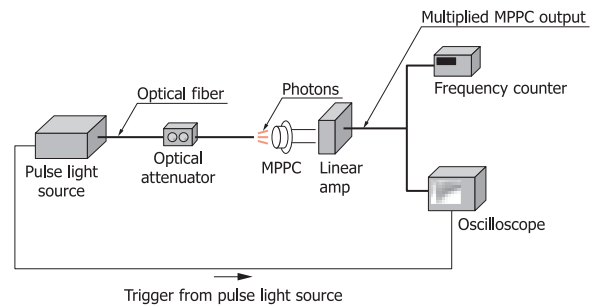 Multiplied MPPC output
Optical fiber
Photons
Frequency counter
Pulse light
source
Optical
attenuator
MPPC
Linear
amp
Oscilloscope
Trigger from pulse light source